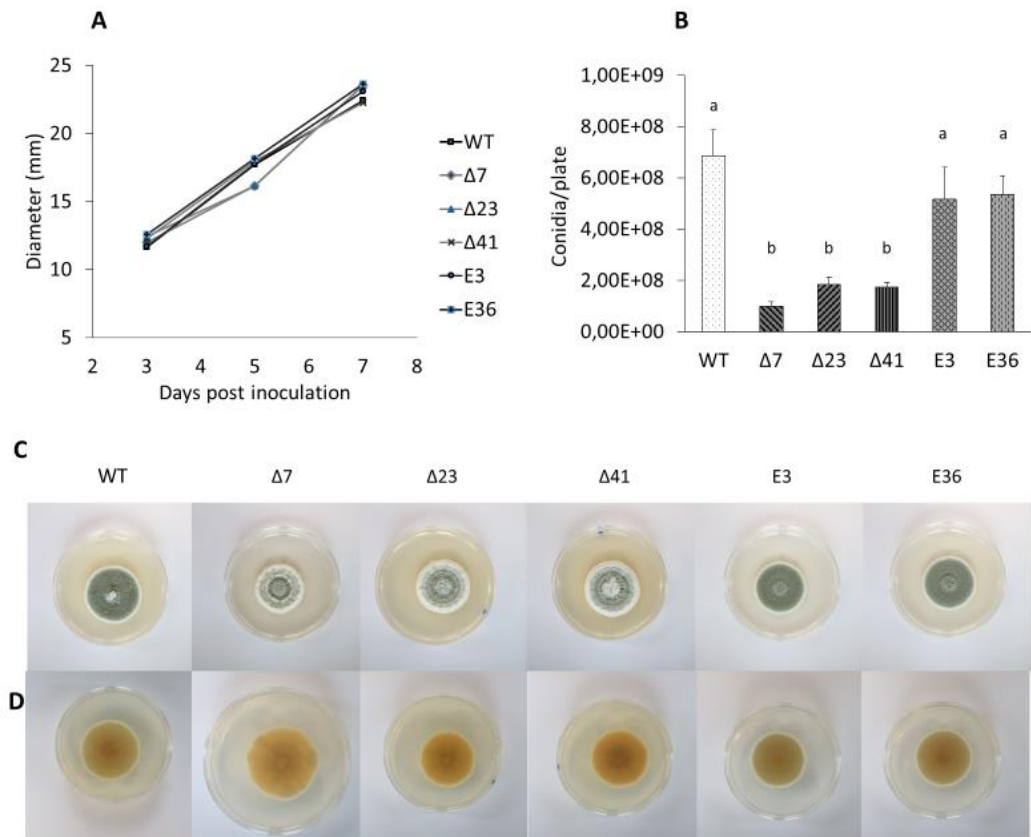 A
25
20
15
10
5
Diameter (mm)
2 3 4 5 6 7 8
Days post inoculation
WT
Δ7
Δ23
Δ41
E3
E36
B
1,00E+09
8,00E+08
6,00E+08
4,00E+08
2,00E+08
0,00E+00
Conidia/plate
a
b
b
b
a
a
WT Δ7 Δ23 Δ41 E3 E36
C
WT Δ7 Δ23 Δ41 E3 E36
D